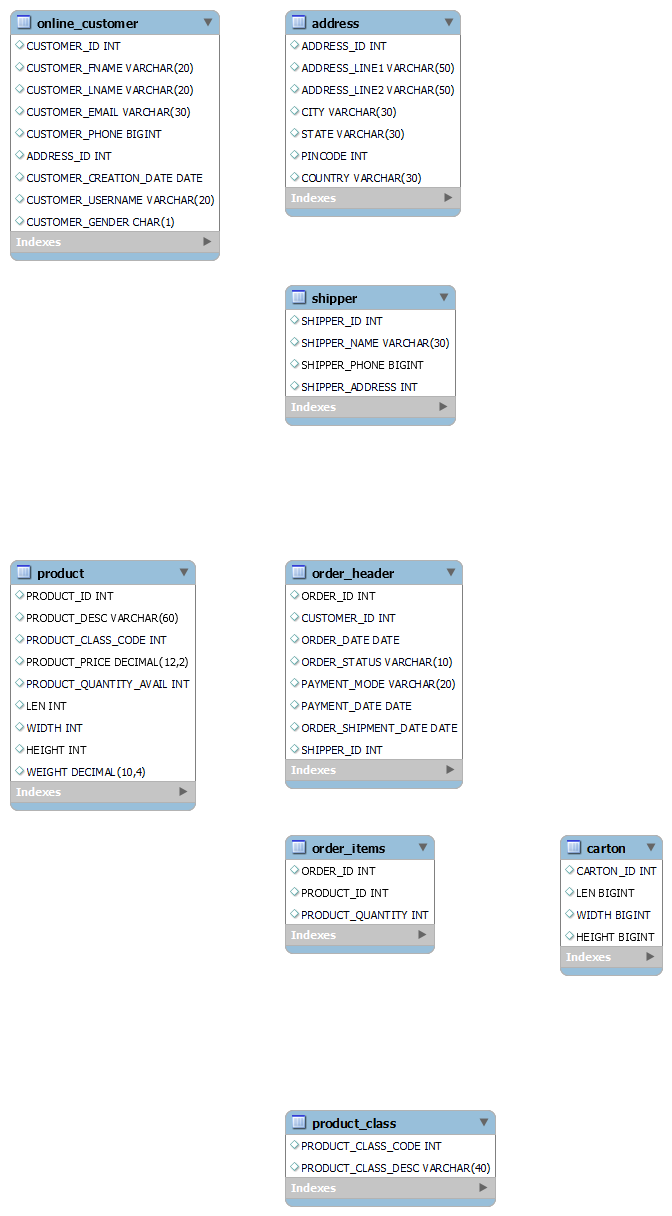 online_customer
CUSTOMER_ID INT
CUSTOMER_FNAME VARCHAR(20)
CUSTOMER_LNAME VARCHAR(20)
CUSTOMER_EMAIL VARCHAR(30)
CUSTOMER_PHONE BIGINT
ADDRESS_ID INT
CUSTOMER_CREATION_DATE DATE
CUSTOMER_USERNAME VARCHAR(20)
CUSTOMER_GENDER CHAR(1)
Indexes
address
ADDRESS_ID INT
ADDRESS_LINE1 VARCHAR(50)
ADDRESS_LINE2 VARCHAR(50)
CITY VARCHAR(30)
STATE VARCHAR(30)
PINCODE INT
COUNTRY VARCHAR(30)
Indexes
shipper
SHIPPER_ID INT
SHIPPER_NAME VARCHAR(30)
SHIPPER_PHONE BIGINT
SHIPPER_ADDRESS INT
Indexes
product
PRODUCT_ID INT
PRODUCT_DESC VARCHAR(60)
PRODUCT_CLASS_CODE INT
PRODUCT_PRICE DECIMAL(12,2)
PRODUCT_QUANTITY_AVAIL INT
LEN INT
WIDTH INT
HEIGHT INT
WEIGHT DECIMAL(10,4)
Indexes
order_header
ORDER_ID INT
CUSTOMER_ID INT
ORDER_DATE DATE
ORDER_STATUS VARCHAR(10)
PAYMENT_MODE VARCHAR(20)
PAYMENT_DATE DATE
ORDER_SHIPMENT_DATE DATE
SHIPPER_ID INT
Indexes
order_items
ORDER_ID INT
PRODUCT_ID INT
PRODUCT_QUANTITY INT
Indexes
carton
CARTON_ID INT
LEN BIGINT
WIDTH BIGINT
HEIGHT BIGINT
Indexes
product_class
PRODUCT_CLASS_CODE INT
PRODUCT_CLASS_DESC VARCHAR(40)
Indexes